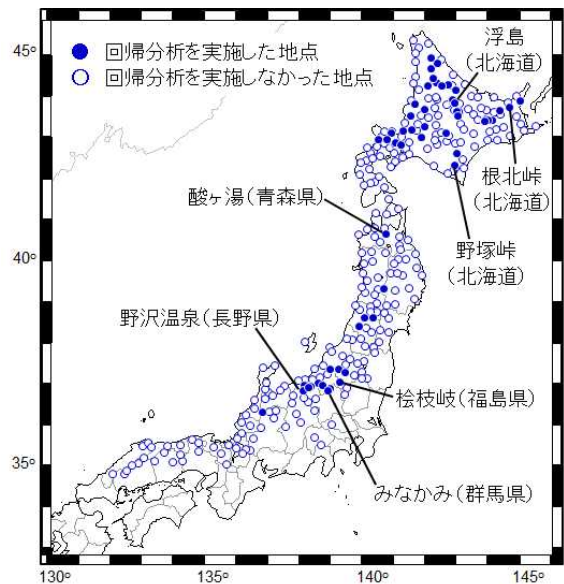 ● 回帰分析を実施した地点
○ 回帰分析を実施しなかった地点
浮島
(北海道)
根北峠
(北海道)
野塚峠
(北海道)
酸ヶ湯(青森県)
野沢温泉(長野県)
桧枝岐(福島県)
みなかみ(群馬県)
45°
40°
35°
130° 135° 140° 145°